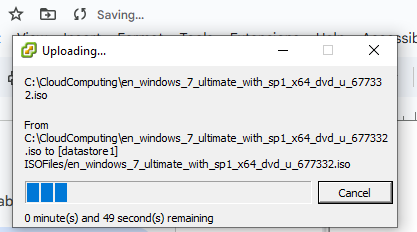 Saving...
Uploading...
C:\CloudComputing\en_windows_7_ultimate_with_sp1_x64_dvd_u_67733
2.iso
From
C:\CloudComputing\en_windows_7_ultimate_with_sp1_x64_dvd_u_677332
.iso to [datastore1]
ISOFiles/en_windows_7_ultimate_with_sp1_x64_dvd_u_677332.iso
Cancel
0 minute(s) and 49 second(s) remaining